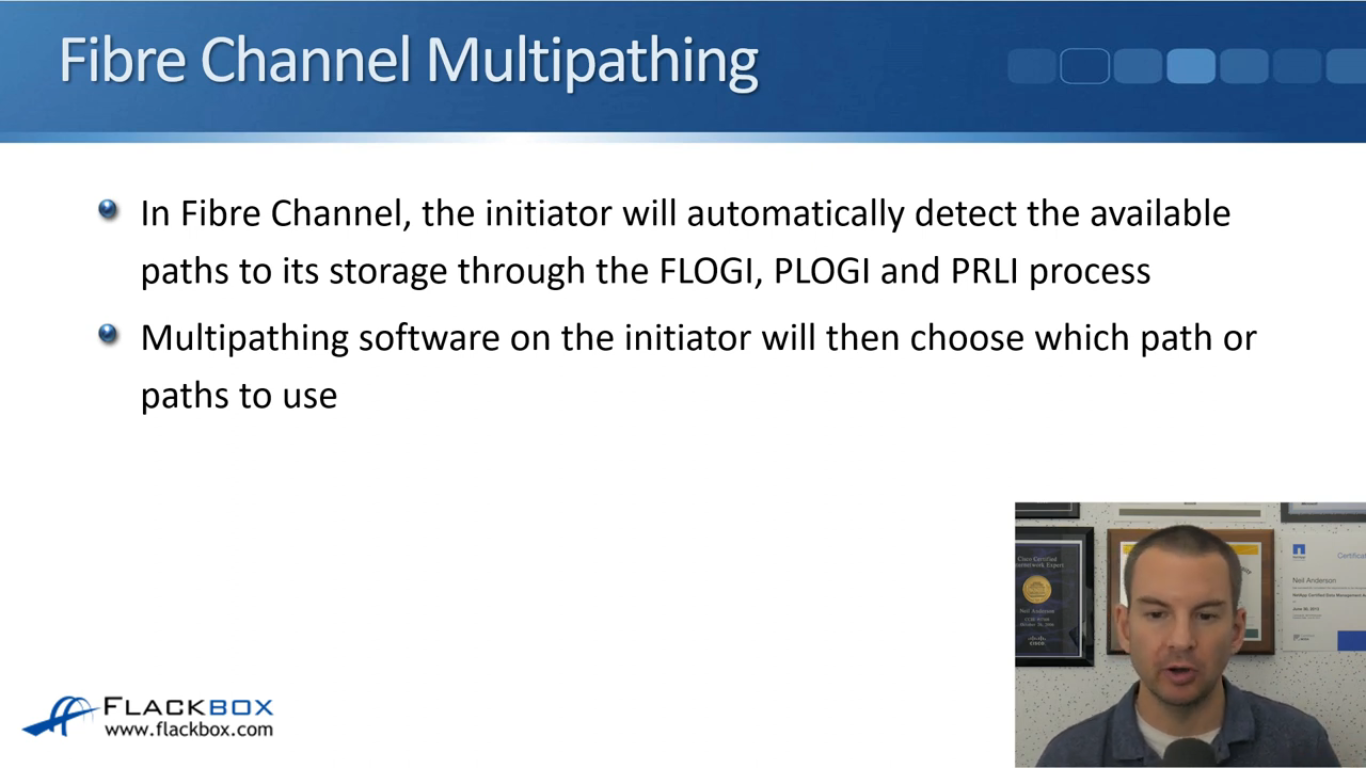 Fibre Channel Multipathing
In Fibre Channel, the initiator will automatically detect the available
paths to its storage through the FLOGI, PLOGI and PRLI process
Multipathing software on the initiator will then choose which path or
paths to use
FLACKBOX
www.flackbox.com
Cisco Certified
Internetwork Expert
Neil Anderson
CISCO
Neil Anderson